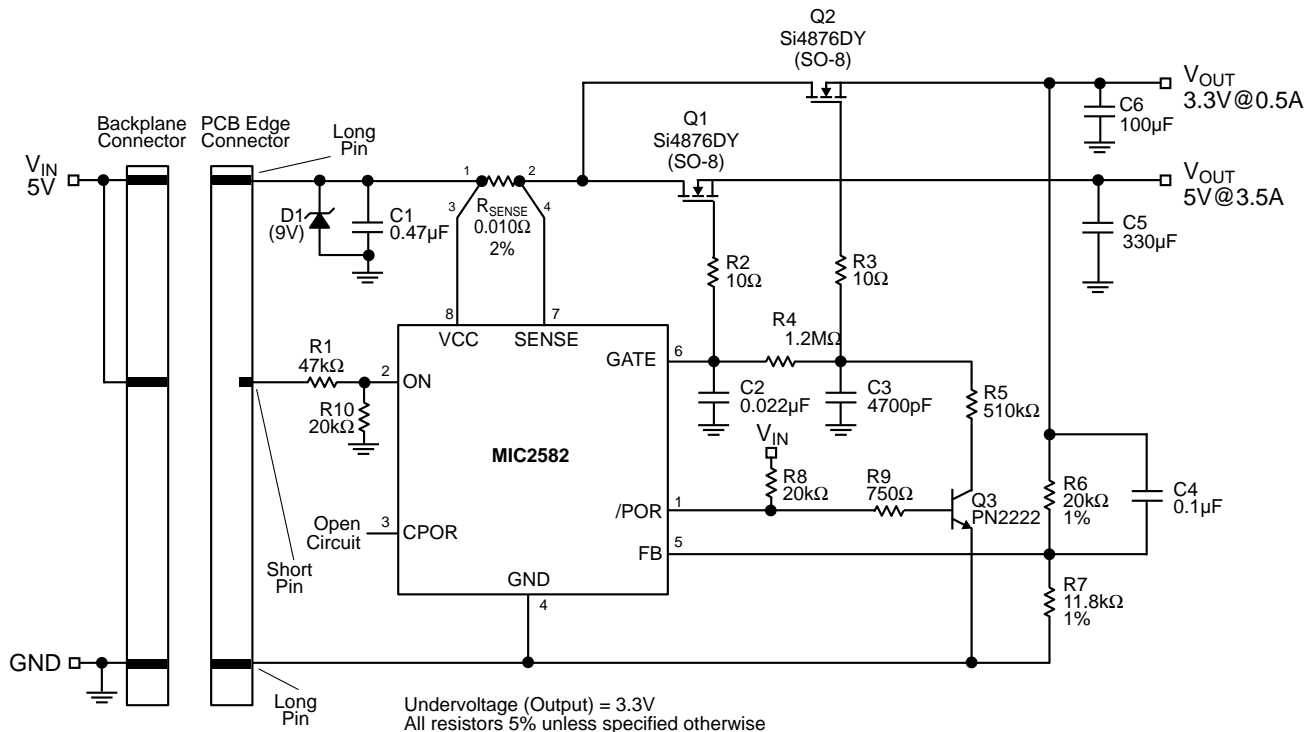 Q2
Si4876DY
(SO-8)
VOUT
3.3V@0.5A
C6
100µF
Q1
Si4876DY
(SO-8)
Backplane
Connector
PCB Edge
Connector
Long
Pin
VIN
5V
1
2
VOUT
5V@3.5A
3
4
RSENSE
0.010Ω
2%
D1
(9V)
C1
0.47µF
C5
330µF
R2
10Ω
R3
10Ω
8
7
VCC
SENSE
R4
1.2MΩ
GATE
6
R1
47kΩ
2
ON
C2
0.022µF
C3
4700pF
R5
510kΩ
R10
20kΩ
VIN
MIC2582
R8
20kΩ
R9
750Ω
R6
20kΩ
1%
C4
0.1µF
/POR
1
Q3
PN2222
Open
Circuit
3
CPOR
FB
5
Short
Pin
GND
4
R7
11.8kΩ
1%
GND
Long
Pin
Undervoltage (Output) = 3.3V
All resistors 5% unless specified otherwise